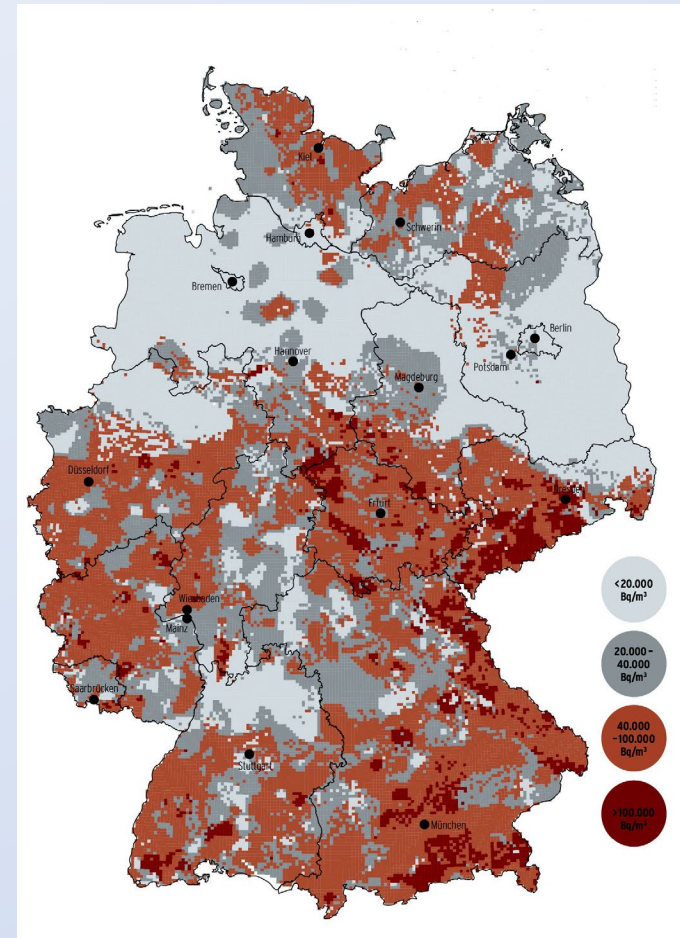 Kiel
Schwerin
Hamburg
Bremen
Berlin
Hannover
Potsdam
Magdeburg
Düsseldorf
Dresden
Erfurt
Wiesbaden
Mainz
Saarbrücken
Stuttgart
München
<20.000
Bq/m³
20.000 –
40.000
Bq/m³
40.000
–100.000
Bq/m³
>100.000
Bq/m³